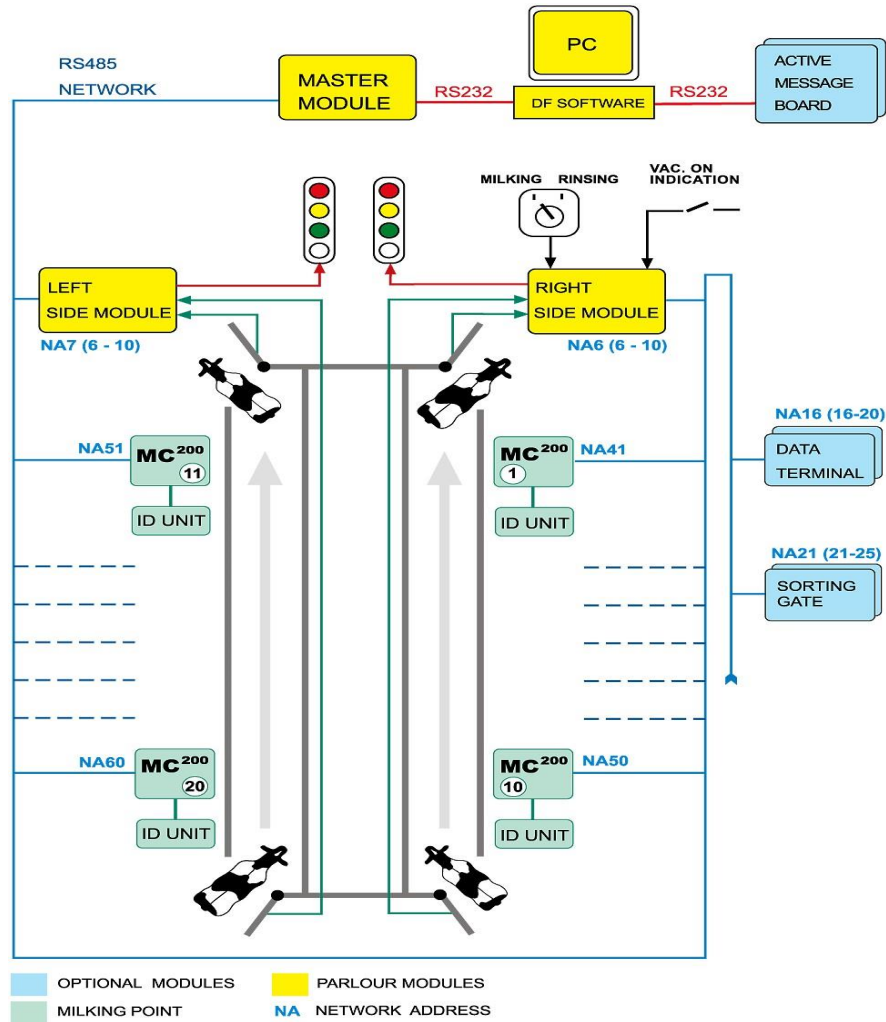 RS485
NETWORK
MASTER
MODULE
RS232
PC
DF SOFTWARE
RS232
ACTIVE
MESSAGE
BOARD
MILKING RINSING
VAC. ON
INDICATION
LEFT
SIDE MODULE
NA7 (6 - 10)
RIGHT
SIDE MODULE
NA6 (6 - 10)
NA51
MC200
11
ID UNIT
MC200
1
NA41
ID UNIT
NA16 (16-20)
DATA
TERMINAL
NA21 (21-25)
SORTING
GATE
NA60
MC200
20
ID UNIT
MC200
10
NA50
ID UNIT
OPTIONAL MODULES
PARLOUR MODULES
MILKING POINT
NA NETWORK ADDRESS